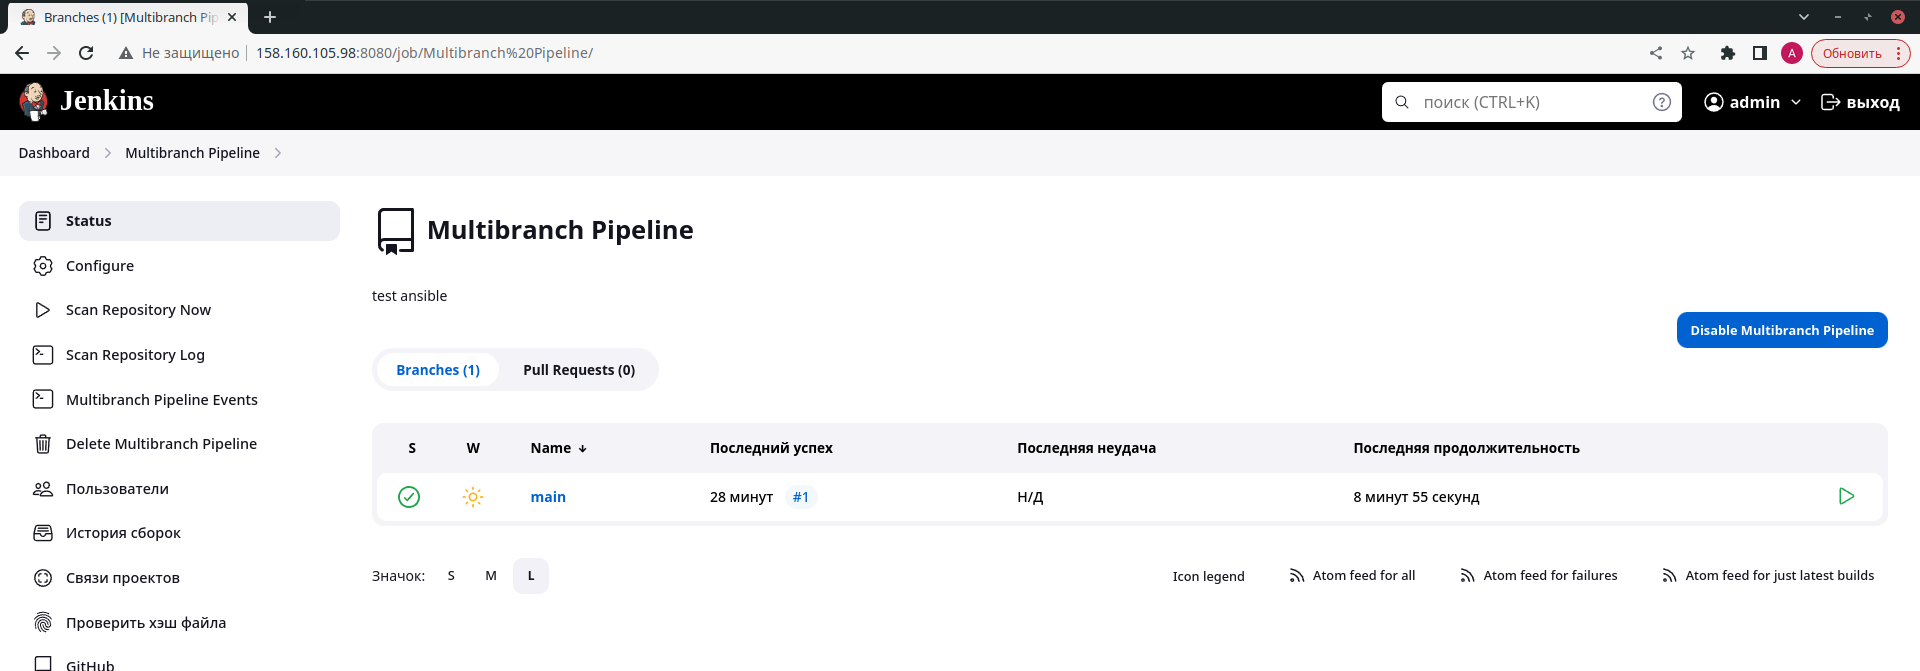 Branches (1) [Multibranch Pip
Не защищено 158.160.105.98:8080/job/Multibranch%20Pipeline/
A
Обновить
Jenkins
поиск (CTRL+K)
?
admin
выход
Dashboard
Multibranch Pipeline
Status
Configure
Scan Repository Now
Scan Repository Log
Multibranch Pipeline Events
Delete Multibranch Pipeline
Пользователи
История сборок
Связи проектов
Проверить хэш файла
GitHub
Multibranch Pipeline
test ansible
Disable Multibranch Pipeline
Branches (1) Pull Requests (0)
S W Name ↓ Последний успех Последняя неудача Последняя продолжительность
main 28 минут #1 Н/Д 8 минут 55 секунд
Значок: S M L
Icon legend Atom feed for all Atom feed for failures Atom feed for just latest builds